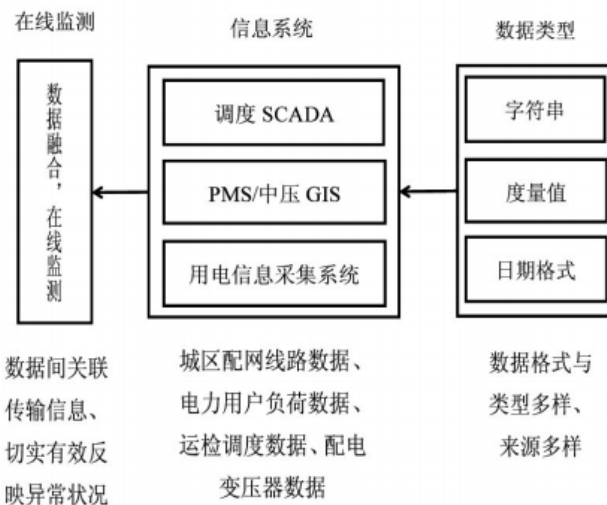 在线监测
信息系统
数据类型
数据融合，在线监测
调度 SCADA
PMS/中压 GIS
用电信息采集系统
字符串
度量值
日期格式
数据间关联
传输信息、
切实有效反
映异常状况
城区配网线路数据、
电力用户负荷数据、
运检调度数据、配电
变压器数据
数据格式与
类型多样、
来源多样